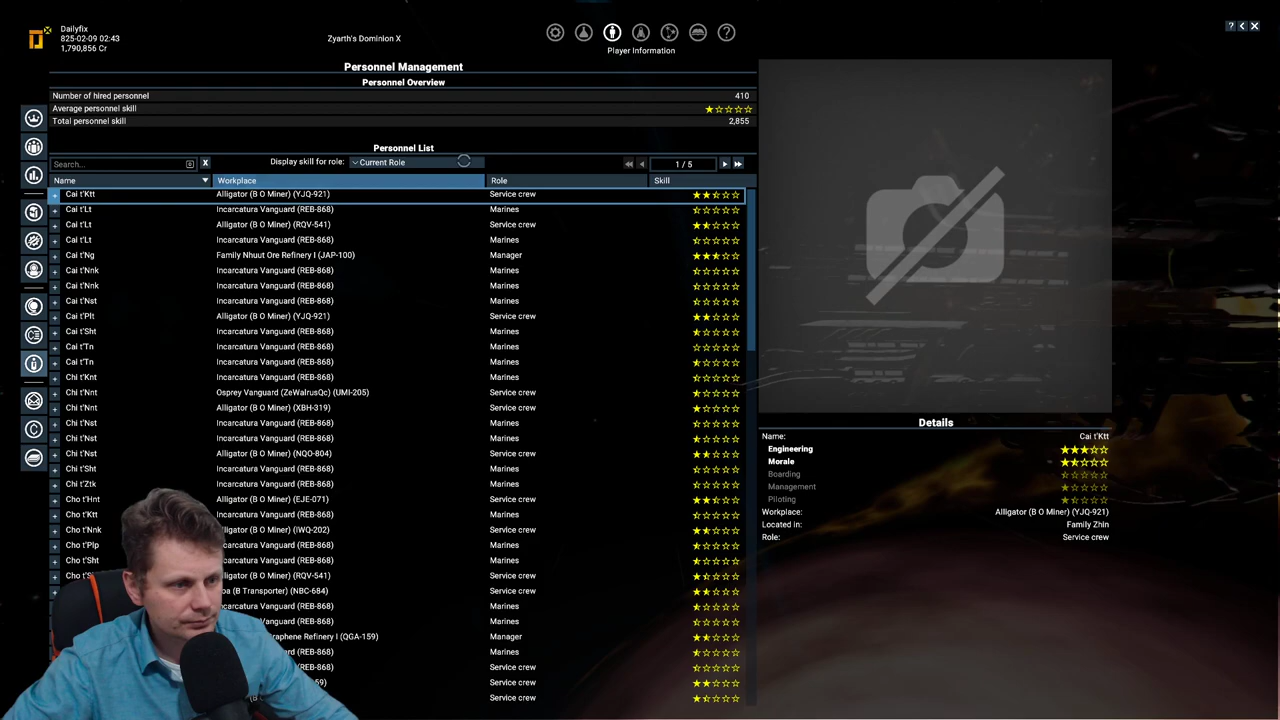 Dailyfix
825-02-09 02:43
1,790,856 Cr
Zyarth's Dominion X
Player Information
? < X
Personnel Management
Personnel Overview
Number of hired personnel 410
Average personnel skill
Total personnel skill 2,855
Personnel List
Search... X Display skill for role: Current Role 1 / 5
Name Workplace Role Skill
+ Cai t'Ktt Alligator (B O Miner) (YJQ-921) Service crew
+ Cai t'Lt Incarcatura Vanguard (REB-868) Marines
+ Cai t'Lt Alligator (B O Miner) (RQV-541) Service crew
+ Cai t'Lt Incarcatura Vanguard (REB-868) Marines
+ Cai t'Ng Family Nhuut Ore Refinery I (JAP-100) Manager
+ Cai t'Nnk Incarcatura Vanguard (REB-868) Marines
+ Cai t'Nnk Incarcatura Vanguard (REB-868) Marines
+ Cai t'Nst Incarcatura Vanguard (REB-868) Marines
+ Cai t'Plt Alligator (B O Miner) (YJQ-921) Service crew
+ Cai t'Sht Incarcatura Vanguard (REB-868) Marines
+ Cai t'Tn Incarcatura Vanguard (REB-868) Marines
+ Cai t'Tn Incarcatura Vanguard (REB-868) Marines
+ Chi t'Knt Incarcatura Vanguard (REB-868) Marines
+ Chi t'Nnt Osprey Vanguard (ZeWalrusQc) (UMI-205) Service crew
+ Chi t'Nnt Alligator (B O Miner) (XBH-319) Service crew
+ Chi t'Nst Incarcatura Vanguard (REB-868) Marines
+ Chi t'Nst Incarcatura Vanguard (REB-868) Marines
+ Chi t'Nst Alligator (B O Miner) (NQO-804) Service crew
+ Chi t'Sht Incarcatura Vanguard (REB-868) Marines
+ Chi t'Ztk Incarcatura Vanguard (REB-868) Marines
+ Cho t'Hnt Alligator (B O Miner) (EJE-071) Service crew
+ Cho t'Ktt Incarcatura Vanguard (REB-868) Marines
+ Cho t'Nnk lligator (B O Miner) (IWQ-202) Service crew
+ Cho t'Plp carcatura Vanguard (REB-868) Marines
+ Cho t'Sht carcatura Vanguard (REB-868) Marines
+ Cho lligator (B O Miner) (RQV-541) Service crew
(B Transporter) (NBC-684) Service crew
carcatura Vanguard (REB-868) Marines
Vanguard (REB-868) Marines
raphene Refinery I (QGA-159) Manager
Vanguard (REB-868) Marines
(REB-868) Service crew
Service crew
Service crew
Details
Name: Cai t'Ktt
Engineering
Morale
Boarding
Management
Piloting
Workplace: Alligator (B O Miner) (YJQ-921)
Located in: Family Zhin
Role: Service crew